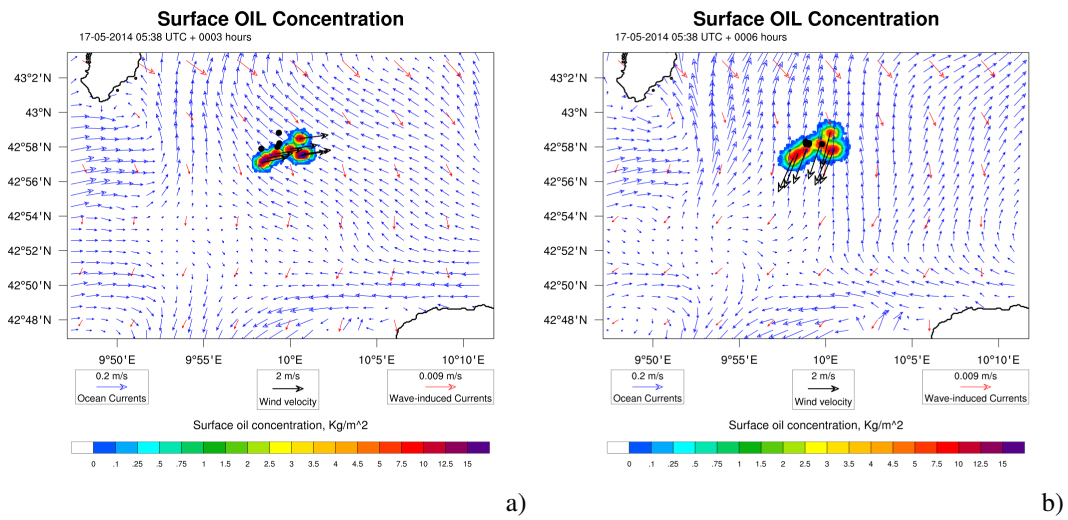 Surface OIL Concentration
17-05-2014 05:38 UTC + 0003 hours
43°2'N
43°N
42°58'N
42°56'N
42°54'N
42°52'N
42°50'N
42°48'N
9°50'E 9°55'E 10°E 10°5'E 10°10'E
0.2 m/s
Ocean Currents
2 m/s
Wind velocity
0.009 m/s
Wave-induced Currents
Surface oil concentration, Kg/m^2
0 .1 .25 .5 .75 1 1.5 2 2.5 3 3.5 4 4.5 5 7.5 10 12.5 15
a)
Surface OIL Concentration
17-05-2014 05:38 UTC + 0006 hours
43°2'N
43°N
42°58'N
42°56'N
42°54'N
42°52'N
42°50'N
42°48'N
9°50'E 9°55'E 10°E 10°5'E 10°10'E
0.2 m/s
Ocean Currents
2 m/s
Wind velocity
0.009 m/s
Wave-induced Currents
Surface oil concentration, Kg/m^2
0 .1 .25 .5 .75 1 1.5 2 2.5 3 3.5 4 4.5 5 7.5 10 12.5 15
b)